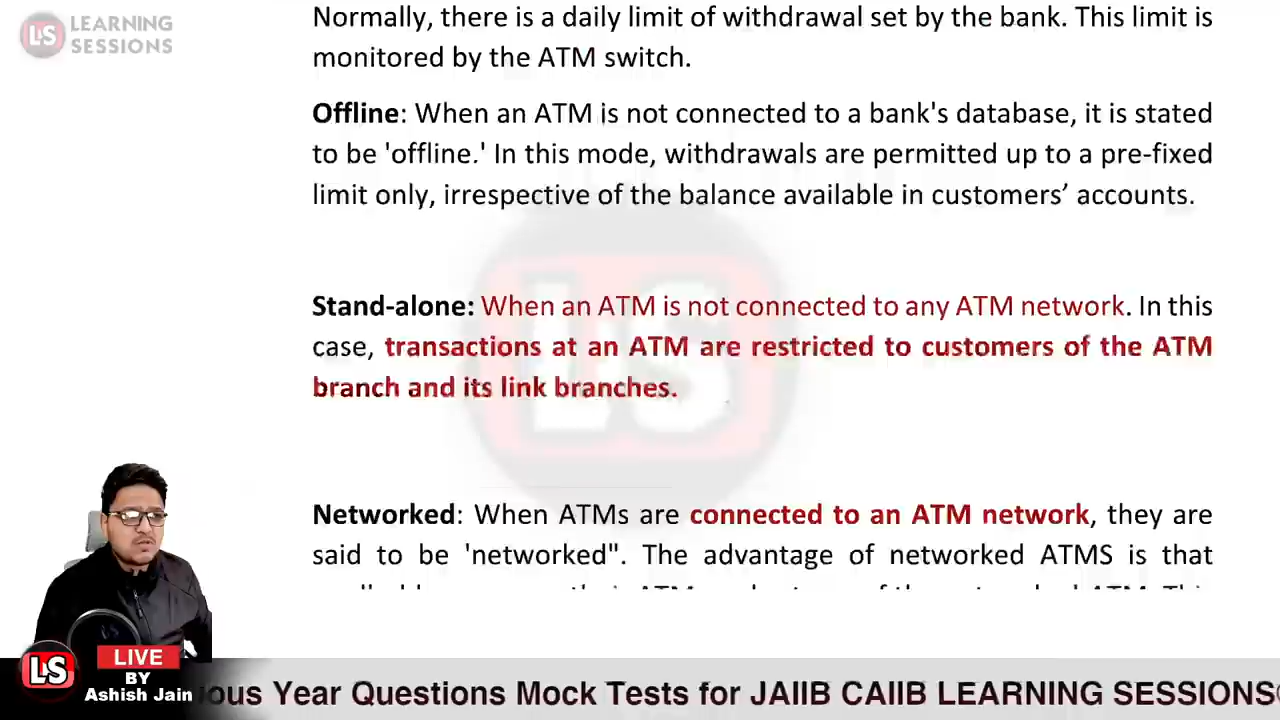 LS LEARNING
SESSIONS
Normally, there is a daily limit of withdrawal set by the bank. This limit is
monitored by the ATM switch.
Offline: When an ATM is not connected to a bank's database, it is stated
to be 'offline.' In this mode, withdrawals are permitted up to a pre-fixed
limit only, irrespective of the balance available in customers’ accounts.
Stand-alone: When an ATM is not connected to any ATM network. In this
case, transactions at an ATM are restricted to customers of the ATM
branch and its link branches.
Networked: When ATMs are connected to an ATM network, they are
said to be 'networked". The advantage of networked ATMS is that
LS
LIVE
BY
Ashish Jain
Year Questions Mock Tests for JAIIB CAIIB LEARNING SESSIONS